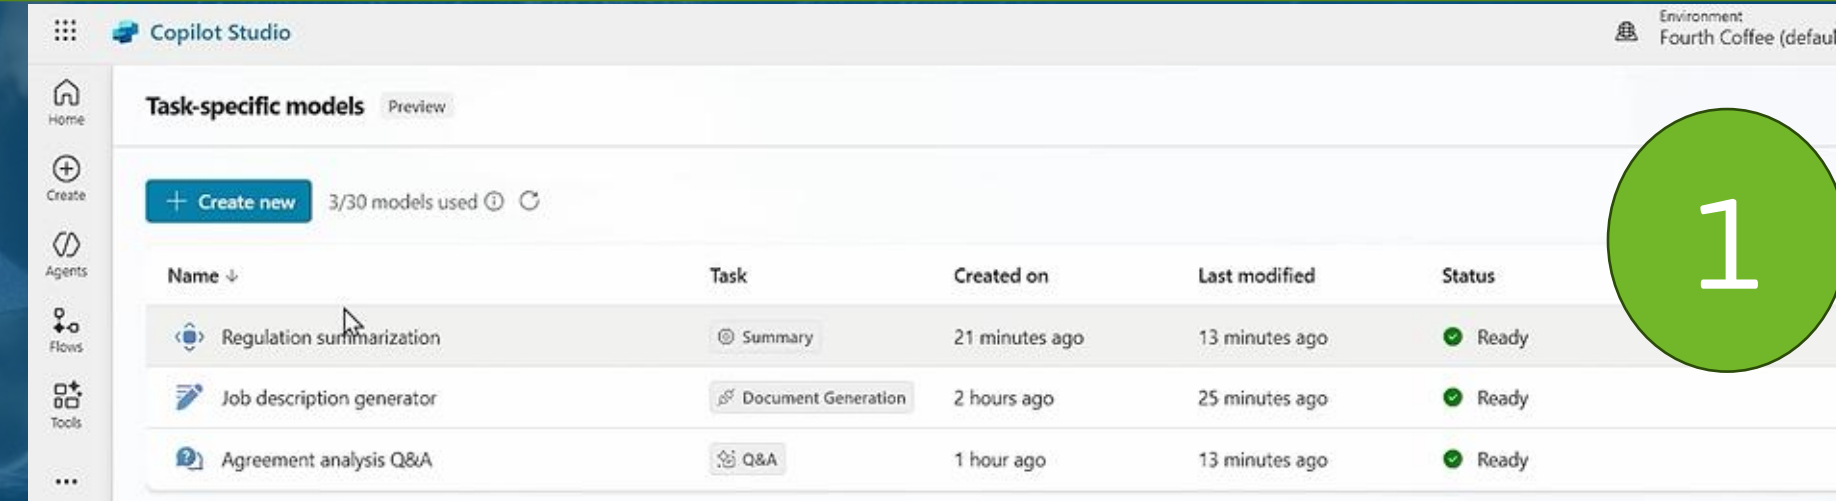 Copilot Studio
Environment
Fourth Coffee (defaul
Home
Create
Agents
Flows
Tools
Task-specific models Preview
+ Create new 3/30 models used
1
Name ↓ Task Created on Last modified Status
Regulation summarization Summary 21 minutes ago 13 minutes ago Ready
Job description generator Document Generation 2 hours ago 25 minutes ago Ready
Agreement analysis Q&A Q&A 1 hour ago 13 minutes ago Ready